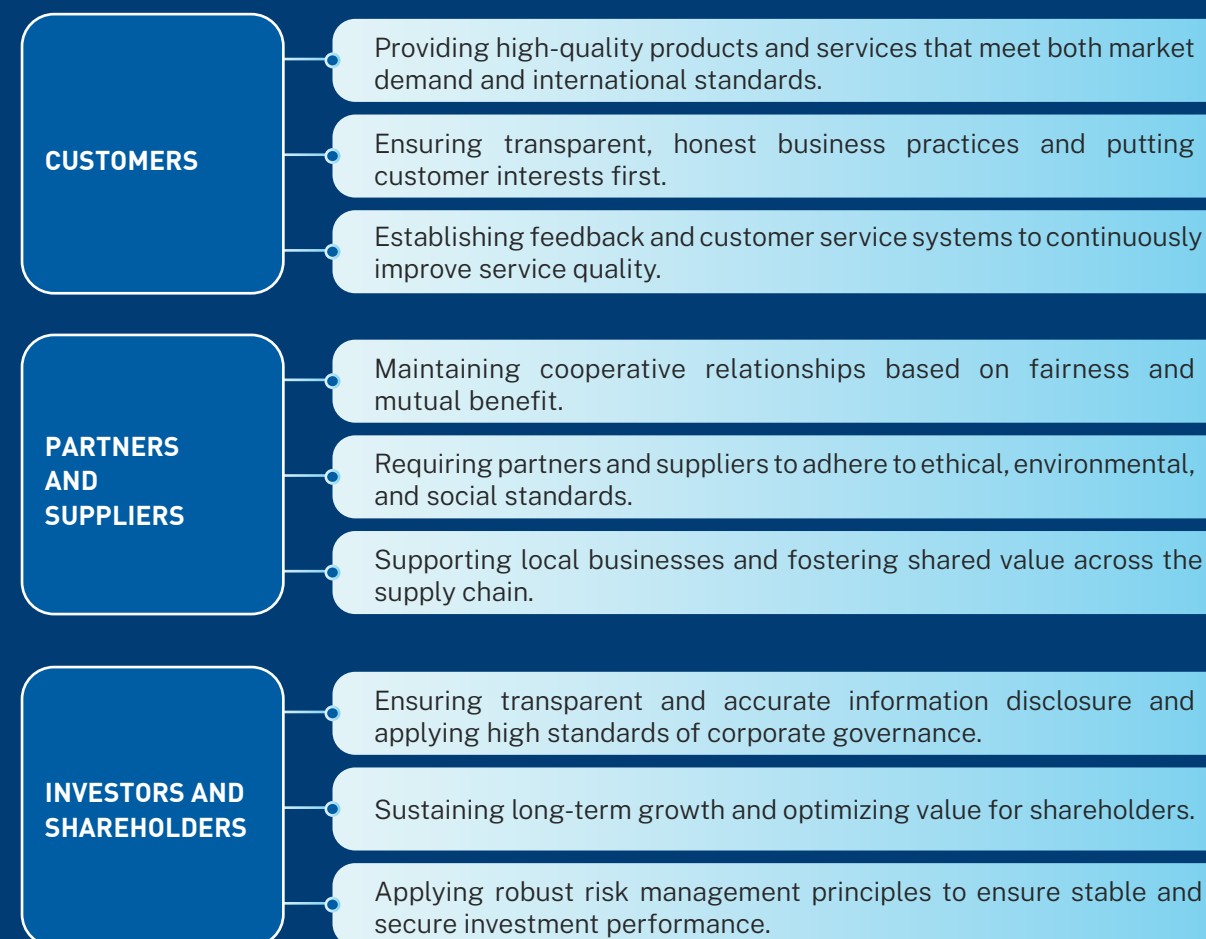 CUSTOMERS
Providing high-quality products and services that meet both market
demand and international standards.
Ensuring transparent, honest business practices and putting
customer interests first.
Establishing feedback and customer service systems to continuously
improve service quality.
PARTNERS
AND
SUPPLIERS
Maintaining cooperative relationships based on fairness and
mutual benefit.
Requiring partners and suppliers to adhere to ethical, environmental,
and social standards.
Supporting local businesses and fostering shared value across the
supply chain.
INVESTORS AND
SHAREHOLDERS
Ensuring transparent and accurate information disclosure and
applying high standards of corporate governance.
Sustaining long-term growth and optimizing value for shareholders.
Applying robust risk management principles to ensure stable and
secure investment performance.